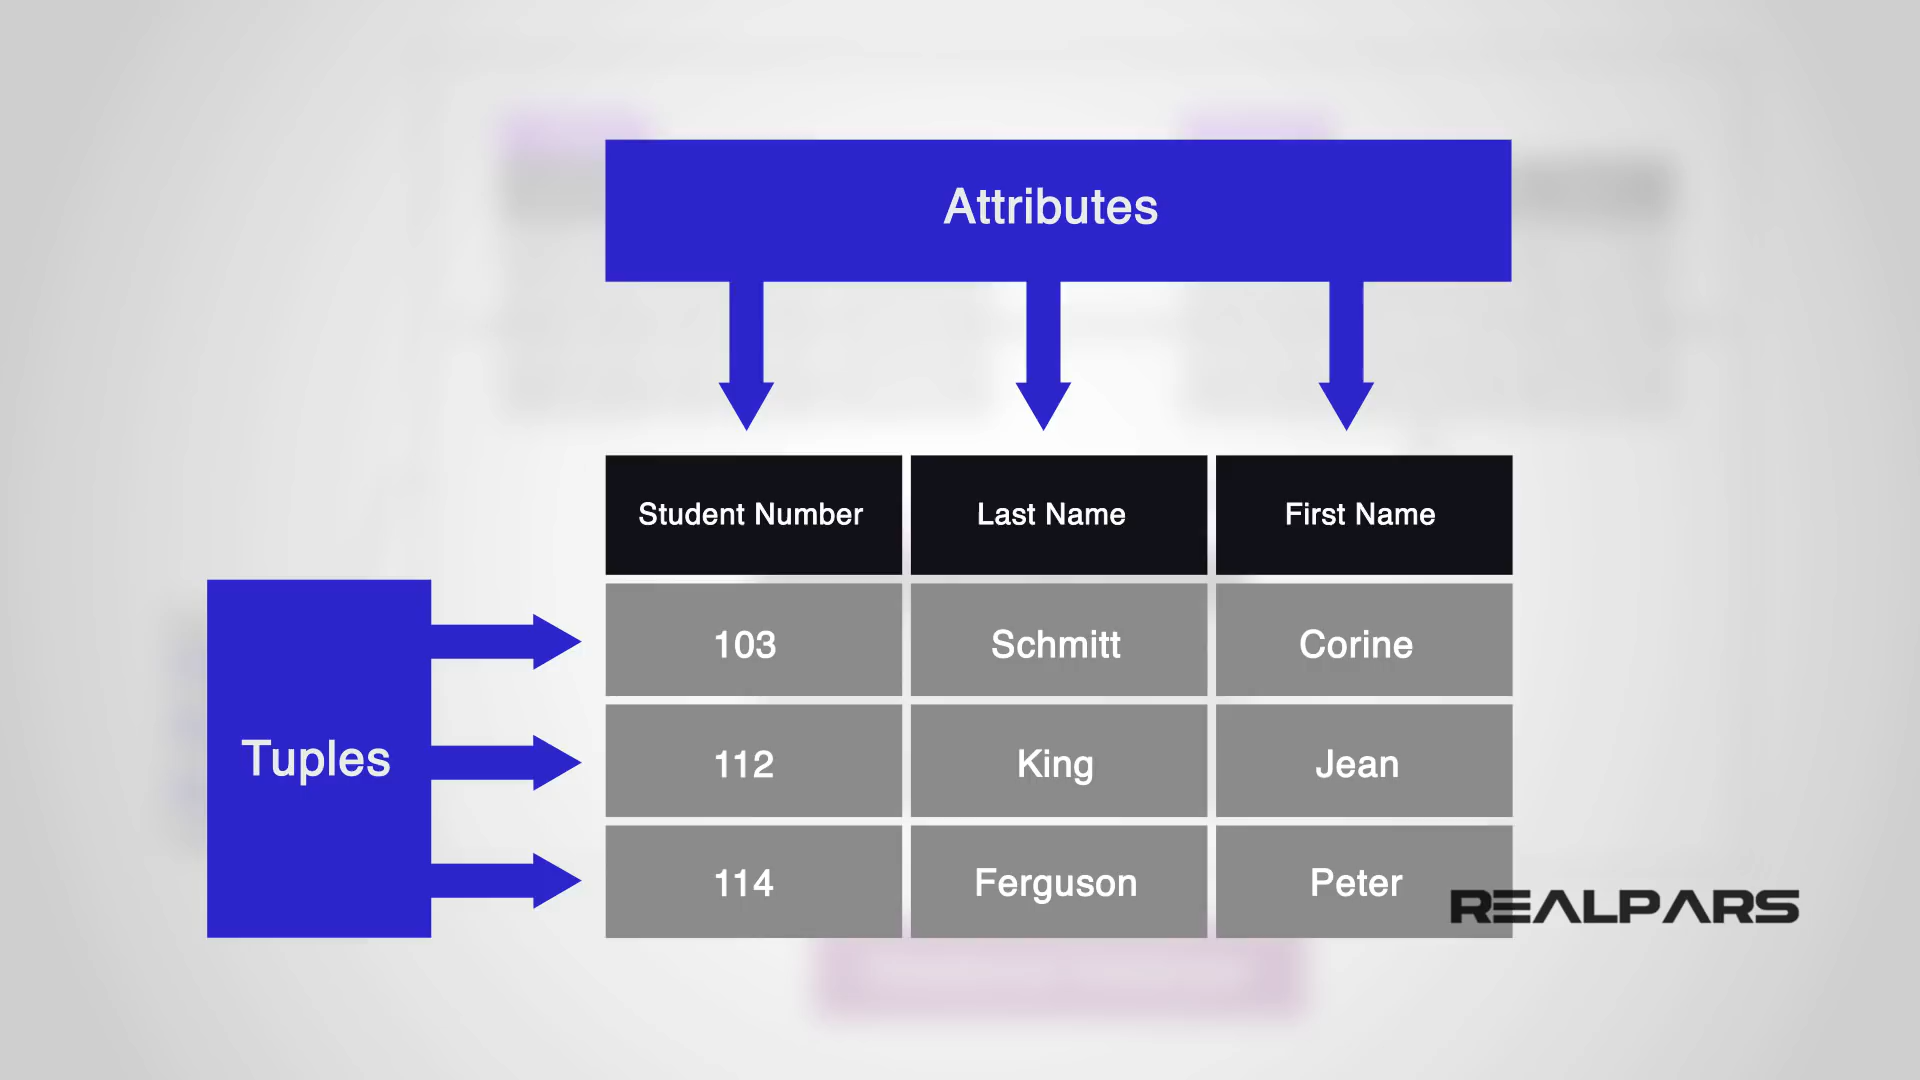 Attributes
Student Number Last Name First Name
103 Schmitt Corine
Tuples
112 King Jean
114 Ferguson Peter
REALPARS